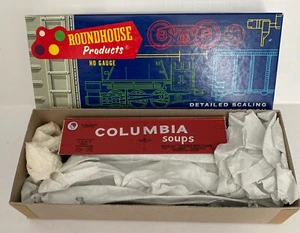 ROUNDHOUSE
Products
HO GAUGE
DETAILED SCALING
COLUMBIA
soups